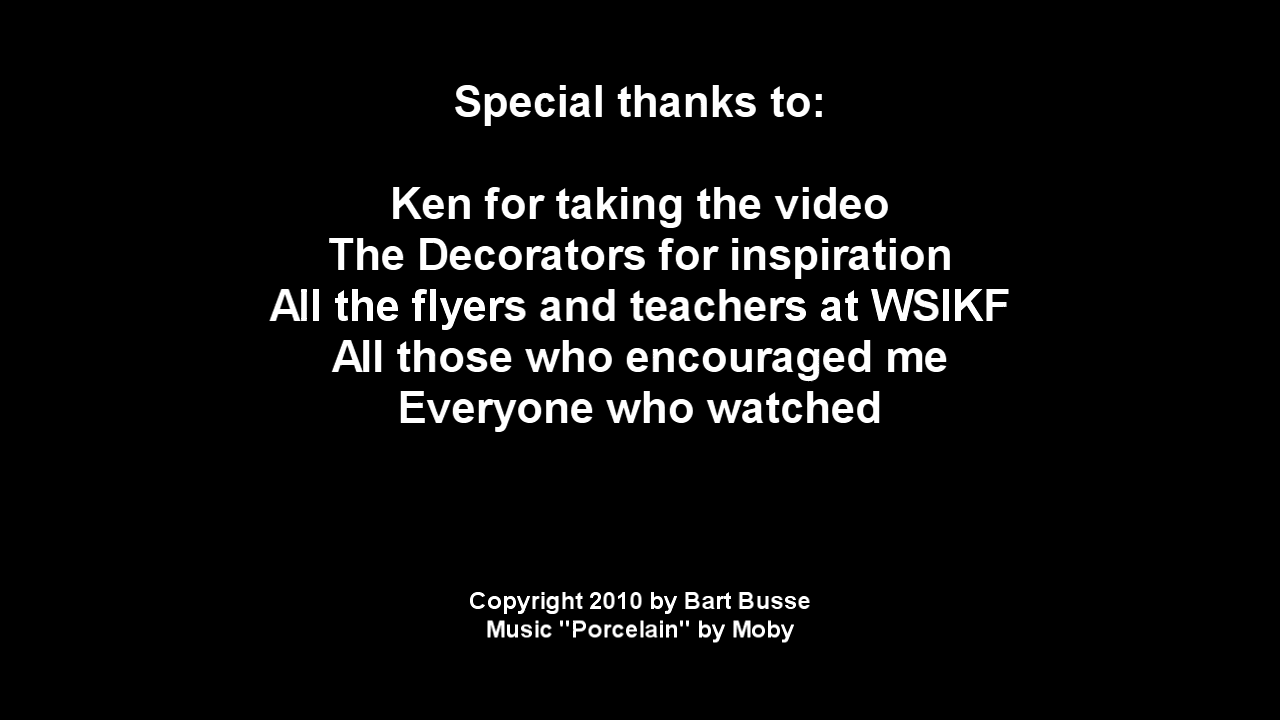 Special thanks to:
Ken for taking the video
The Decorators for inspiration
All the flyers and teachers at WSIKF
All those who encouraged me
Everyone who watched
Copyright 2010 by Bart Busse
Music "Porcelain" by Moby